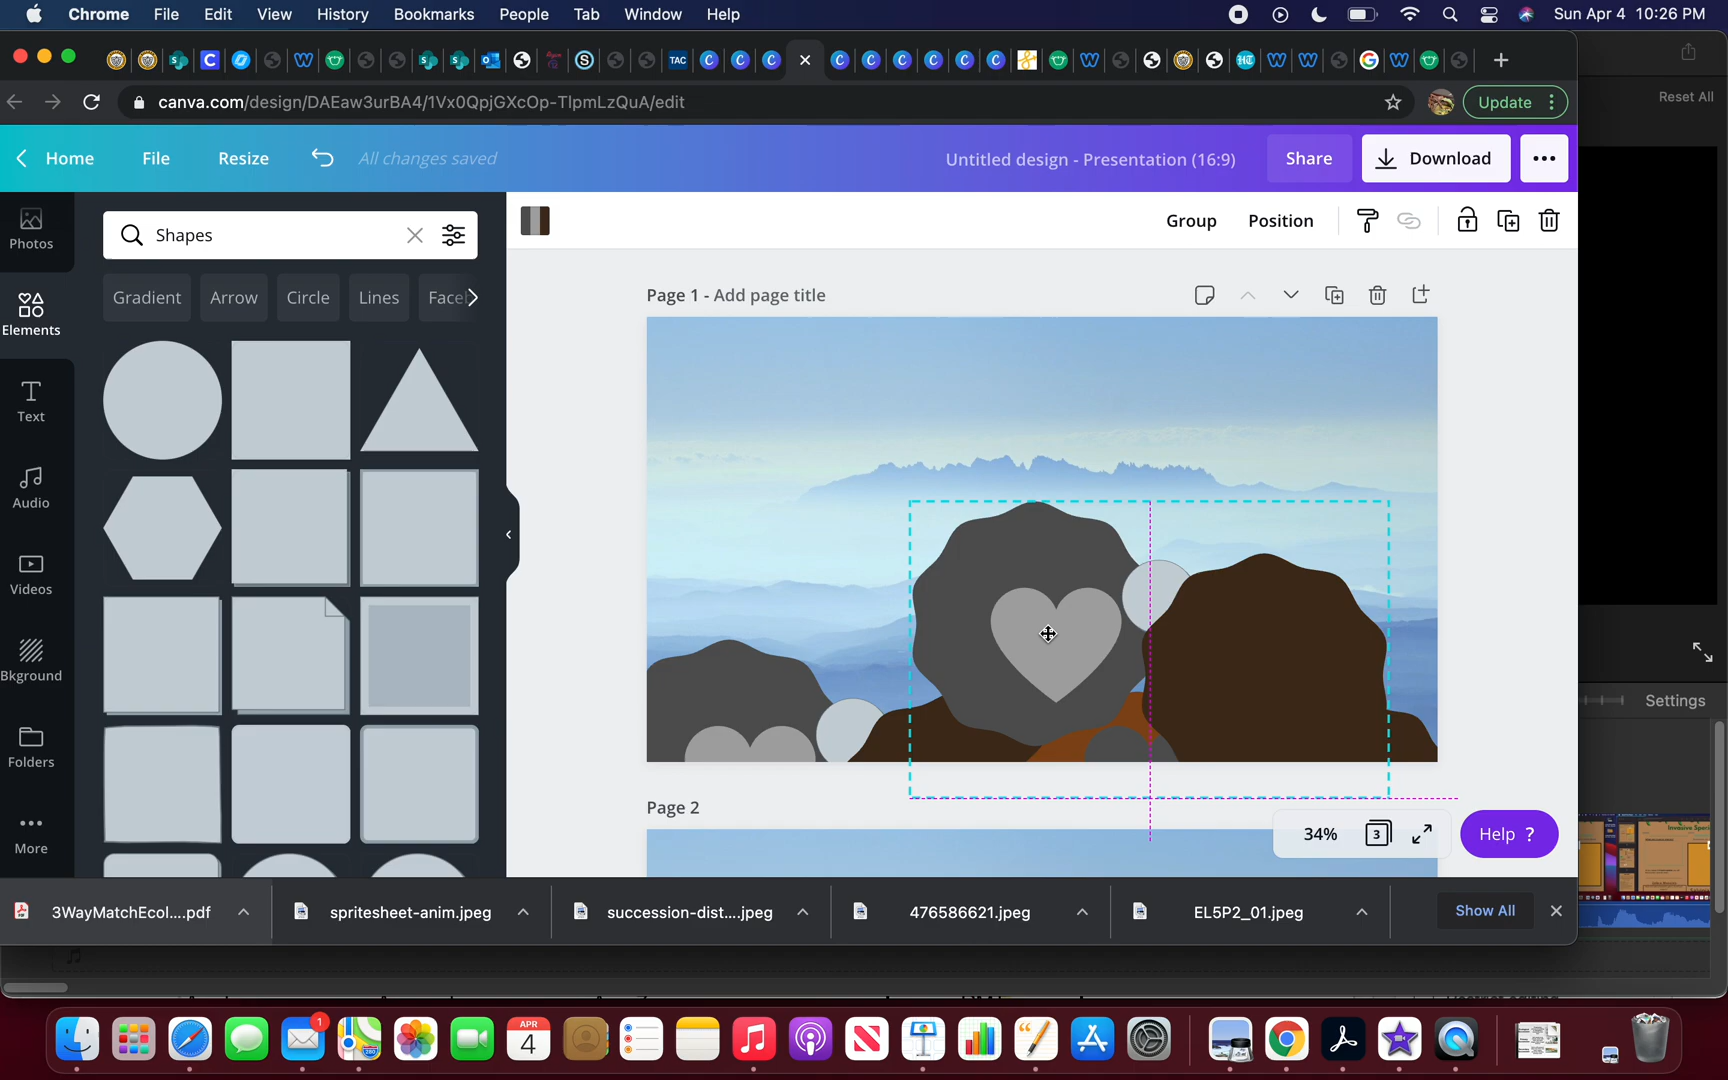 Chrome File Edit View History Bookmarks People Tab Window Help Sun Apr 4 10:26 PM
TAC
canva.com/design/DAEaw3urBA4/1Vx0QpjGXcOp-TlpmLzQuA/edit Update
Reset All
Home File Resize All changes saved Untitled design - Presentation (16:9) Share Download
Photos
Shapes
Group Position
Gradient Arrow Circle Lines
Page 1 - Add page title
Elements
Text
Audio
Videos
Bkground
Folders
More
Settings
Page 2
34% 3 Help ?
3WayMatchEcol....pdf spritesheet-anim.jpeg succession-dist....jpeg 476586621.jpeg EL5P2_01.jpeg Show All
1
APR
4
280